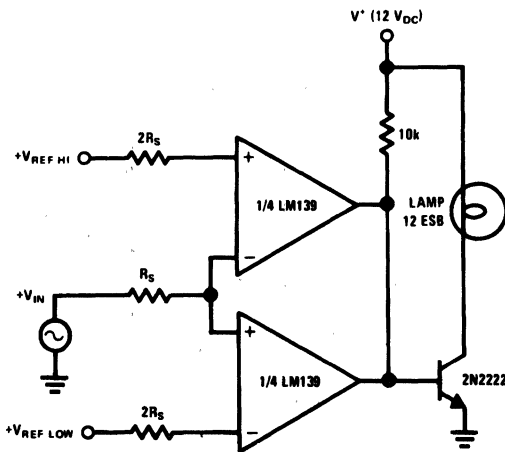 V⁺ (12 V_DC)
2R_S
+V_REF HI
+
1/4 LM139
−
10k
LAMP
12 ESB
+V_IN
R_S
+
1/4 LM139
−
2N2222
2R_S
+V_REF LOW